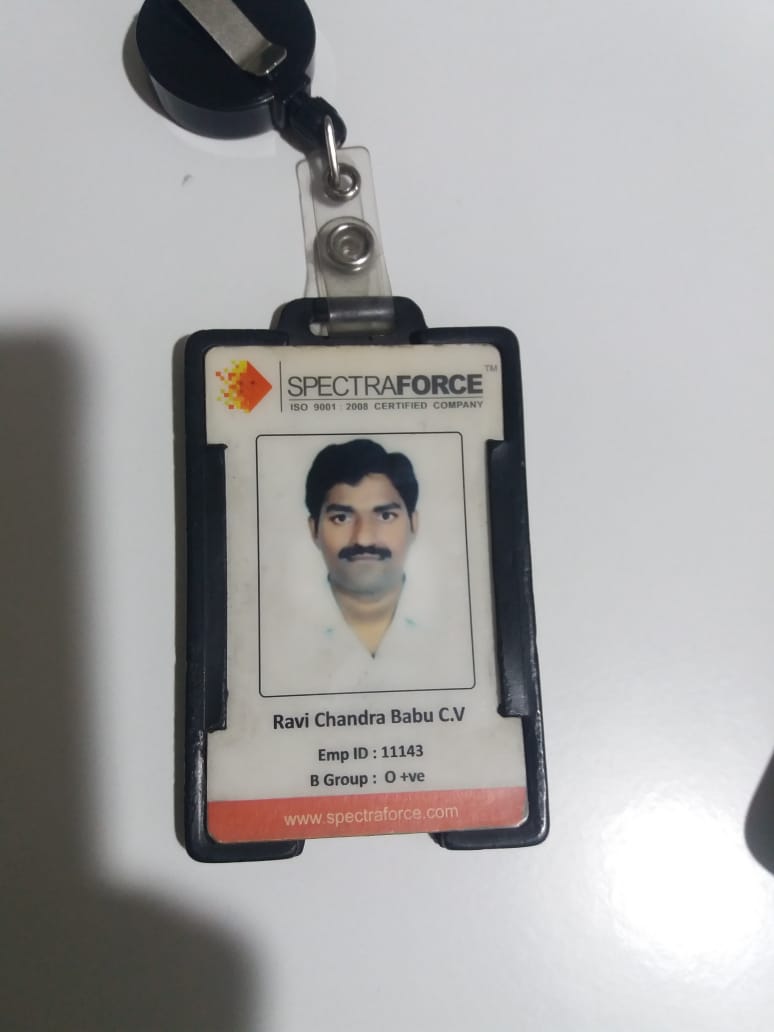 SPECTRAFORCE™
ISO 9001 : 2008 CERTIFIED COMPANY
Ravi Chandra Babu C.V
Emp ID : 11143
B Group : O +ve
www.spectraforce.com